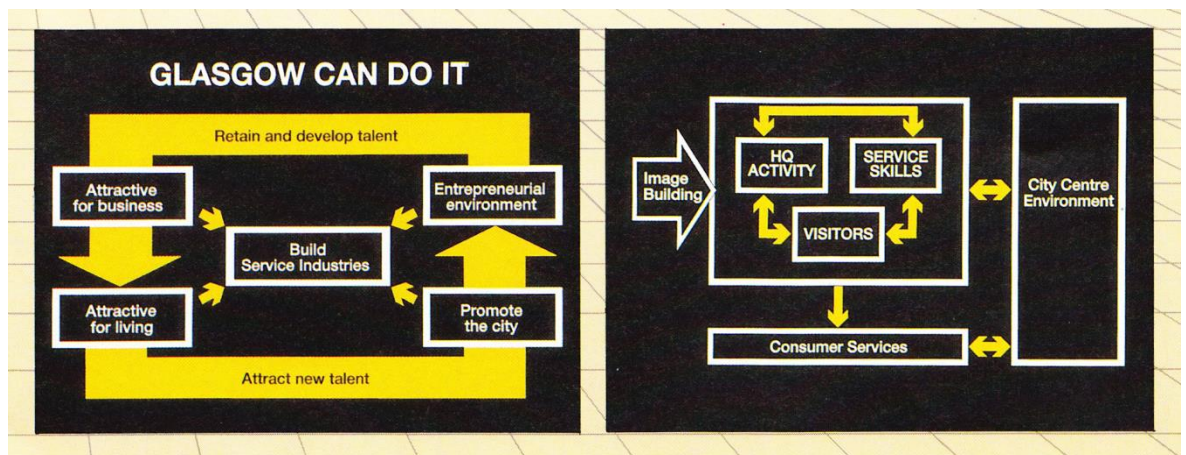 GLASGOW CAN DO IT
Retain and develop talent
Attractive
for business
Entrepreneurial
environment
Build
Service Industries
Attractive
for living
Promote
the city
Attract new talent
Image
Building
HQ
ACTIVITY
SERVICE
SKILLS
VISITORS
City Centre
Environment
Consumer Services